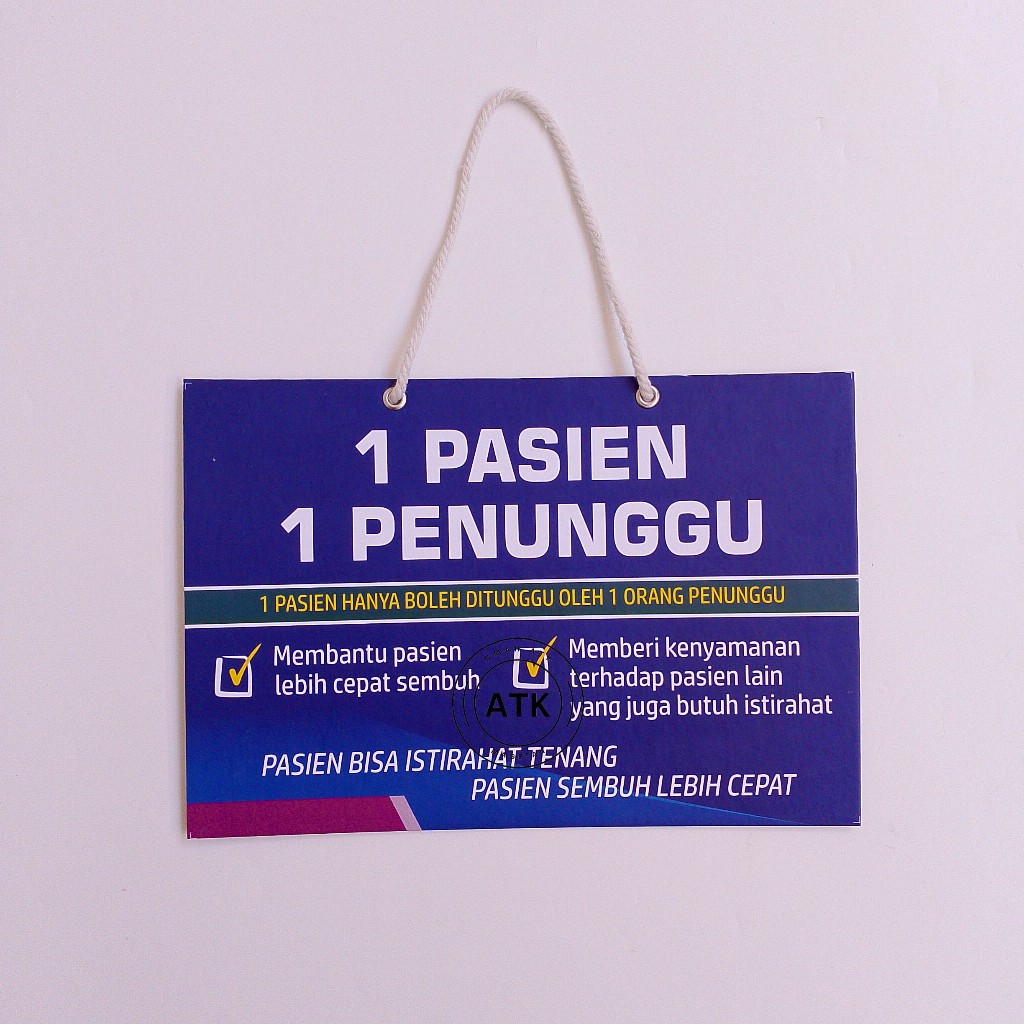 1 PASIEN
1 PENUNGGU
1 PASIEN HANYA BOLEH DITUNGGU OLEH 1 ORANG PENUNGGU
Membantu pasien
lebih cepat sembuh
Memberi kenyamanan
terhadap pasien lain
yang juga butuh istirahat
ATK
PASIEN BISA ISTIRAHAT TENANG
PASIEN SEMBUH LEBIH CEPAT